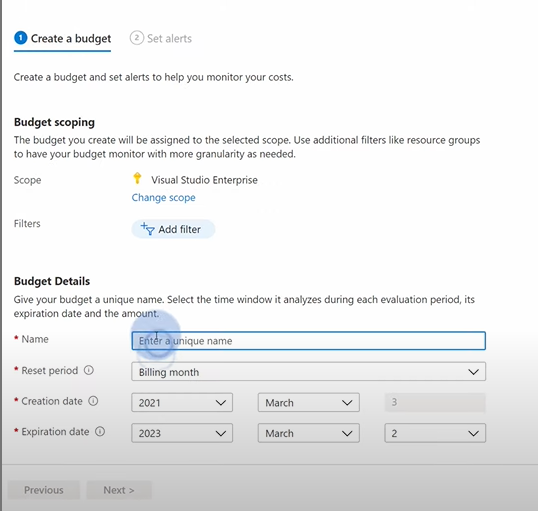 1 Create a budget 2 Set alerts
Create a budget and set alerts to help you monitor your costs.
Budget scoping
The budget you create will be assigned to the selected scope. Use additional filters like resource groups
to have your budget monitor with more granularity as needed.
Scope Visual Studio Enterprise
Change scope
Filters Add filter
Budget Details
Give your budget a unique name. Select the time window it analyzes during each evaluation period, its
expiration date and the amount.
* Name Enter a unique name
* Reset period Billing month
* Creation date 2021 March 3
* Expiration date 2023 March 2
Previous Next >